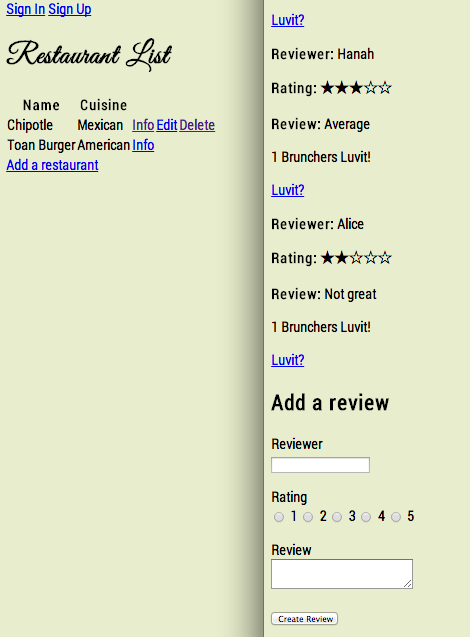 Sign In Sign Up
Restaurant List
Name Cuisine
Chipotle Mexican Info Edit Delete
Toan Burger American Info
Add a restaurant
Luvit?
Reviewer: Hanah
Rating: ★★★☆☆
Review: Average
1 Brunchers Luvit!
Luvit?
Reviewer: Alice
Rating: ★★☆☆☆
Review: Not great
1 Brunchers Luvit!
Luvit?
Add a review
Reviewer
Rating
1 2 3 4 5
Review
Create Review